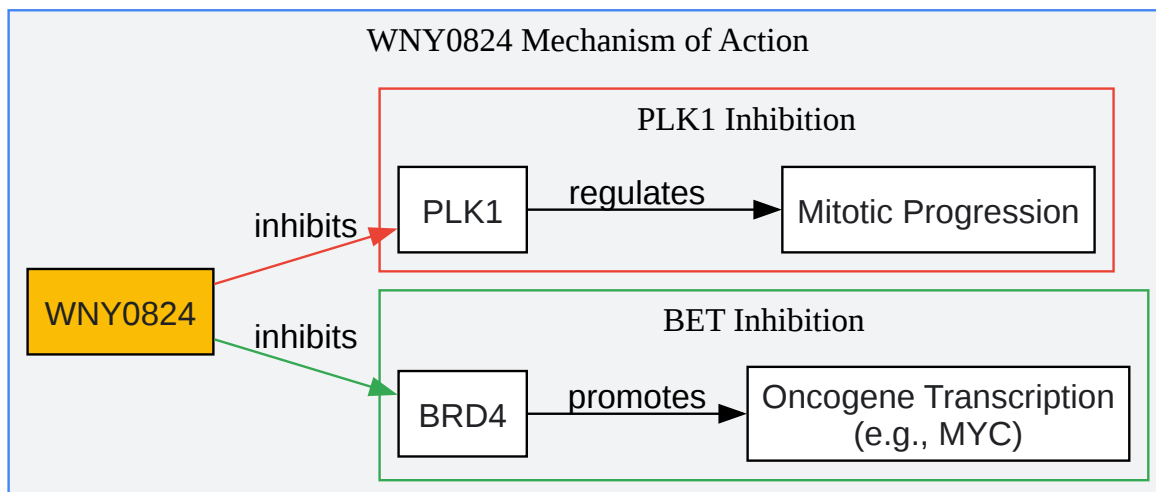 WNY0824 Mechanism of Action
PLK1 Inhibition
PLK1
regulates
Mitotic Progression
inhibits
WNY0824
inhibits
BET Inhibition
BRD4
promotes
Oncogene Transcription
(e.g., MYC)